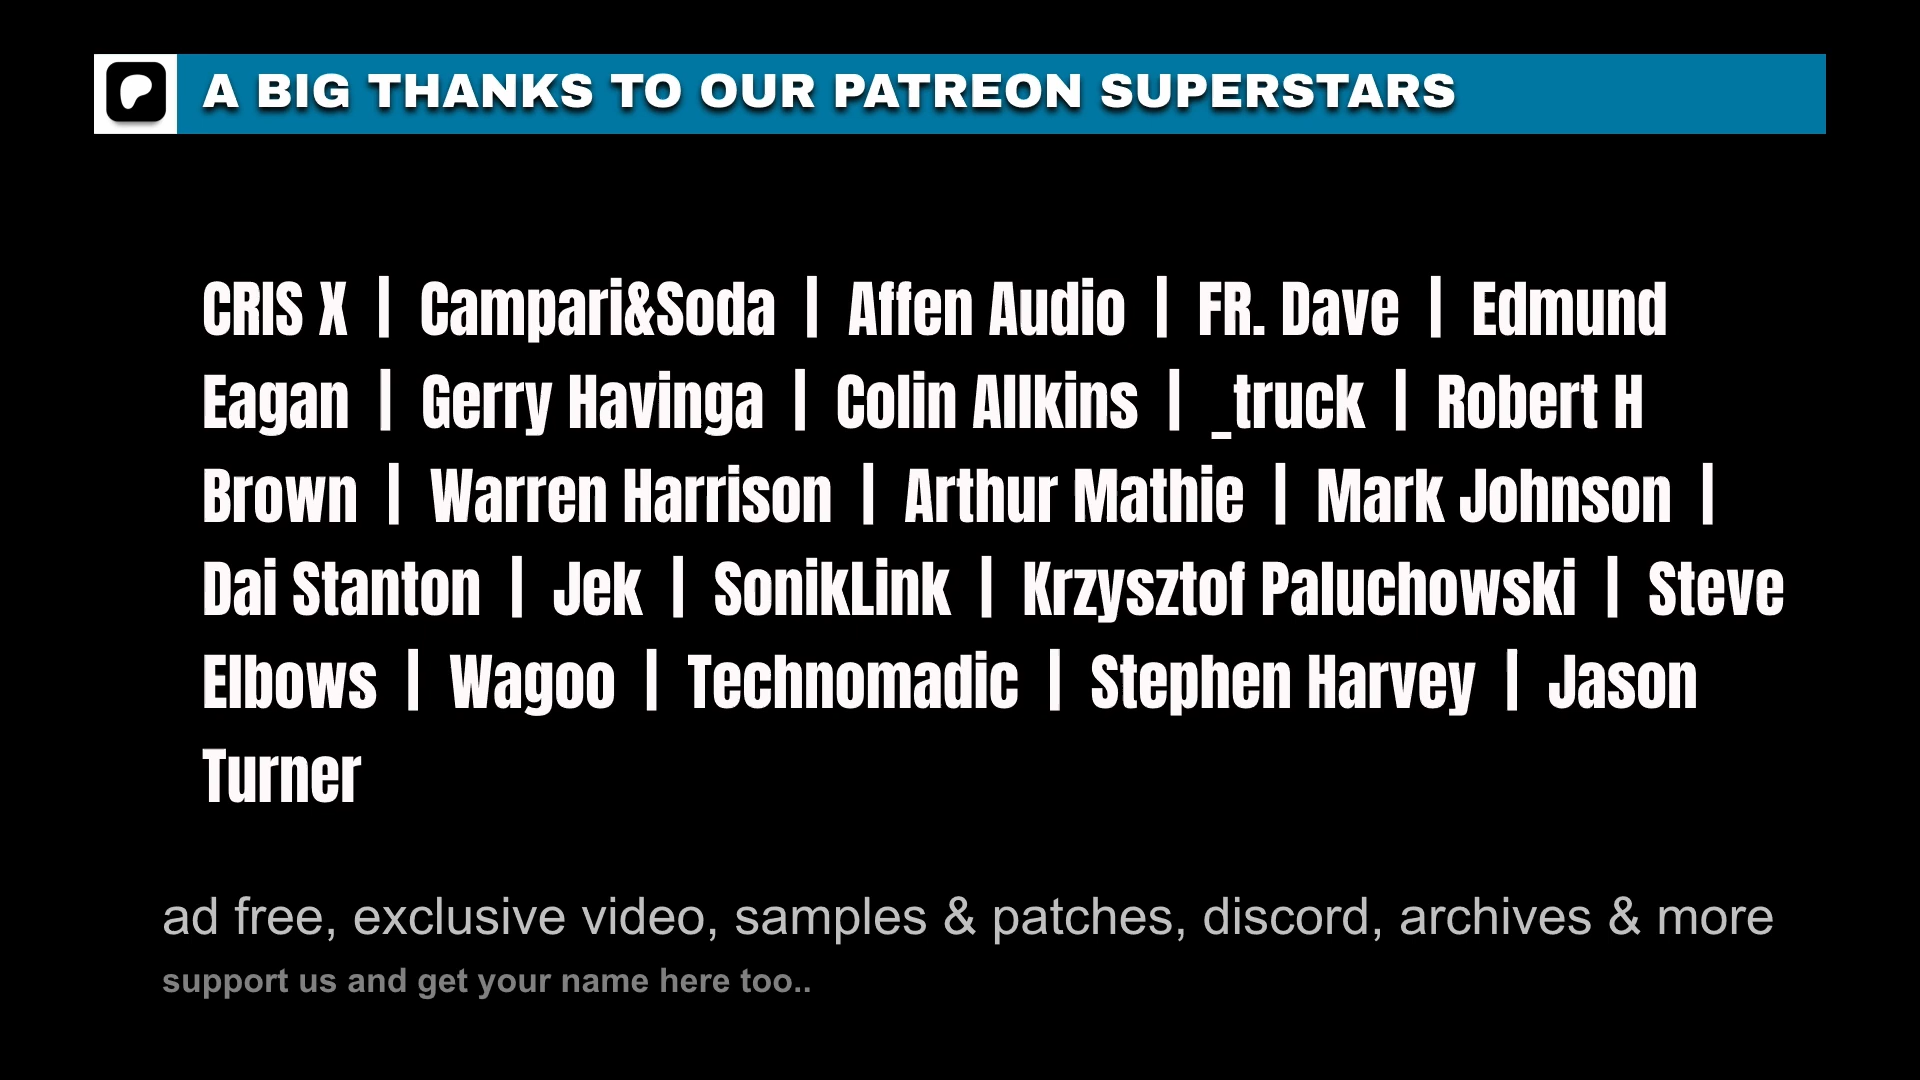 A BIG THANKS TO OUR PATREON SUPERSTARS
CRIS X | Campari&Soda | Affen Audio | FR. Dave | Edmund
Eagan | Gerry Havinga | Colin Allkins | _truck | Robert H
Brown | Warren Harrison | Arthur Mathie | Mark Johnson |
Dai Stanton | Jek | SonikLink | Krzysztof Paluchowski | Steve
Elbows | Wagoo | Technomadic | Stephen Harvey | Jason
Turner
ad free, exclusive video, samples & patches, discord, archives & more
support us and get your name here too..